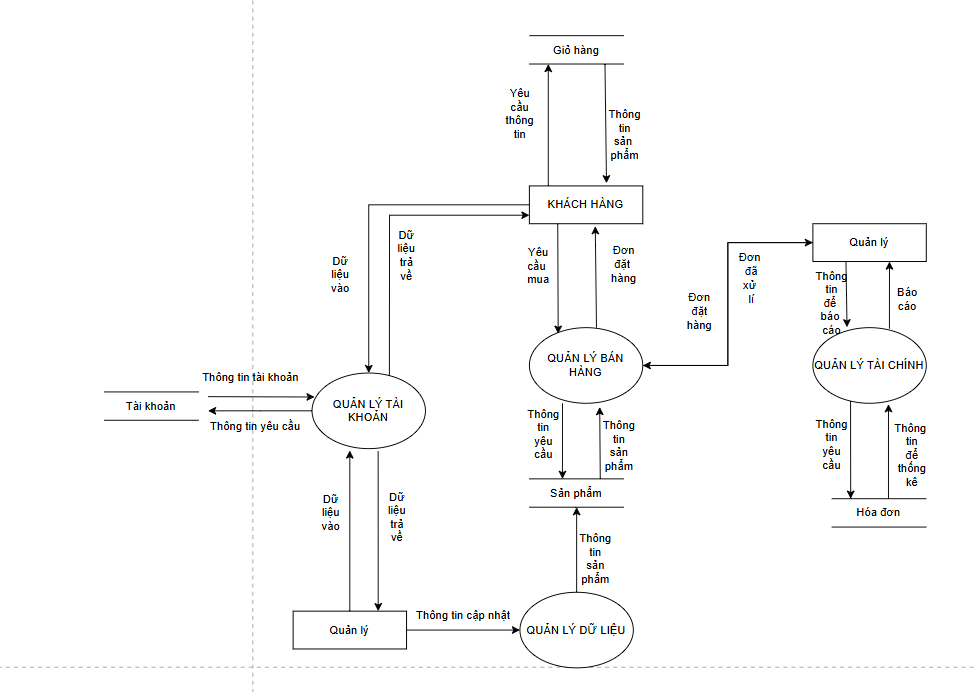 Giỏ hàng
Yêu
cầu
thông
tin
Thông
tin
sản
phẩm
KHÁCH HÀNG
Dữ
liệu
vào
Dữ
liệu
trả
về
Yêu
cầu
mua
Đơn
đặt
hàng
Đơn
đặt
hàng
Đơn
đã
xử
lí
Quản lý
Thông
tin
để
báo
cáo
Báo
cáo
QUẢN LÝ BÁN
HÀNG
QUẢN LÝ TÀI CHÍNH
Thông tin tài khoản
Tài khoản
Thông tin yêu cầu
QUẢN LÝ TÀI
KHOẢN
Thông
tin
yêu
cầu
Thông
tin
sản
phẩm
Thông
tin
yêu
cầu
Thông
tin
để
thống
kê
Sản phẩm
Hóa đơn
Dữ
liệu
vào
Dữ
liệu
trả
về
Thông
tin
sản
phẩm
Quản lý
Thông tin cập nhật
QUẢN LÝ DỮ LIỆU